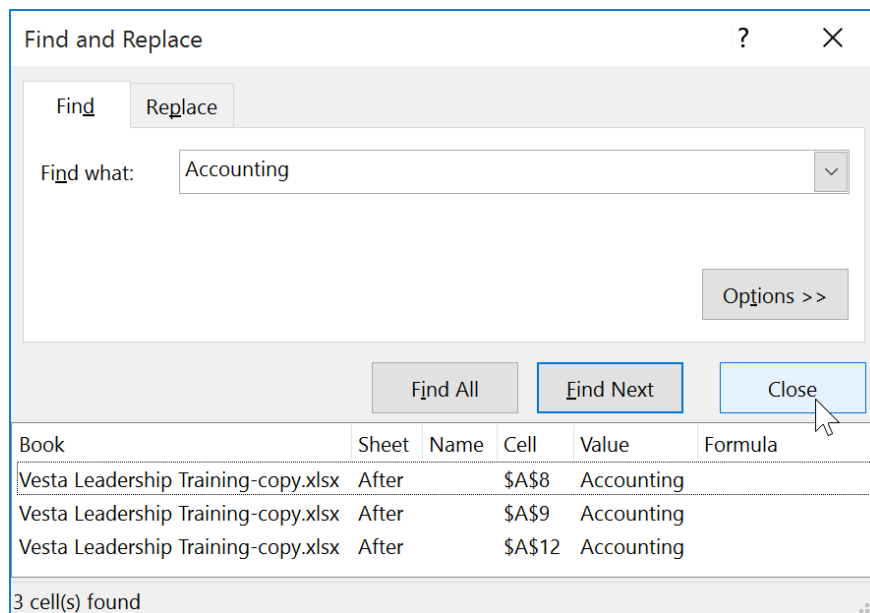 Find and Replace ?
Find Replace
Find what: Accounting
Options >>
Find All Find Next Close
Book Sheet Name Cell Value Formula
Vesta Leadership Training-copy.xlsx After $A$8 Accounting
Vesta Leadership Training-copy.xlsx After $A$9 Accounting
Vesta Leadership Training-copy.xlsx After $A$12 Accounting
3 cell(s) found